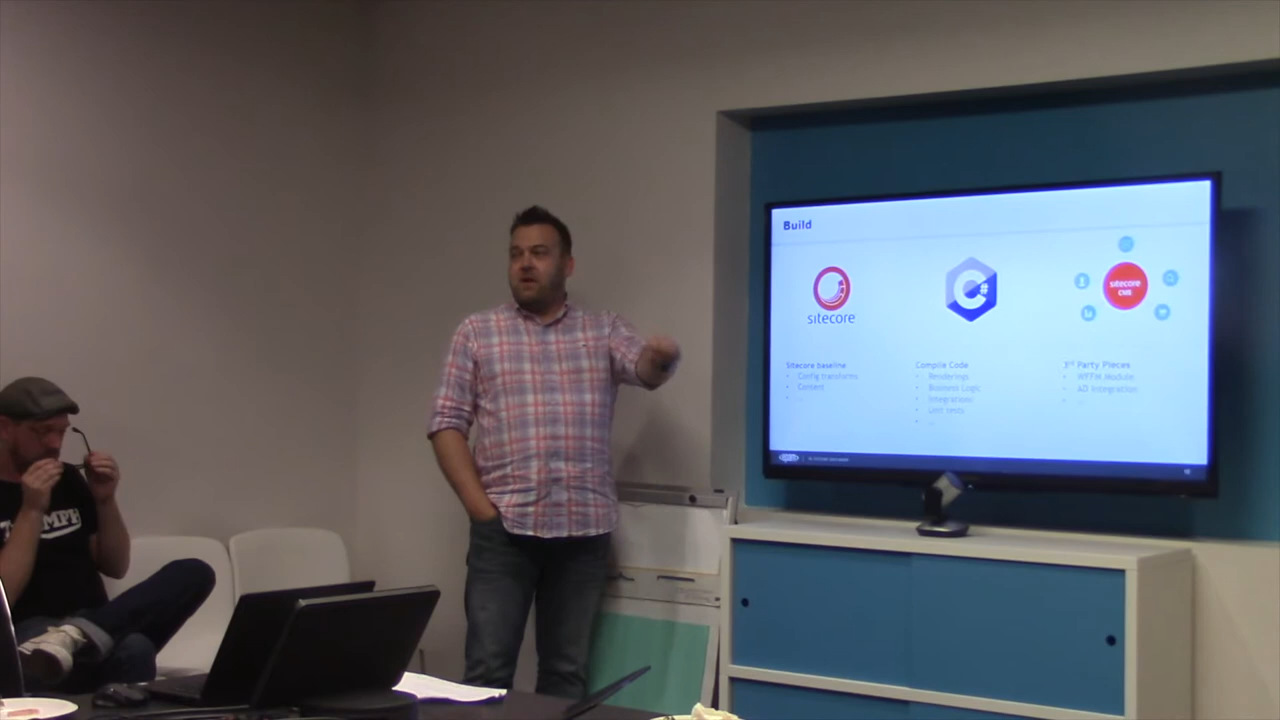 Build
sitecore
C#
sitecore
Sitecore baseline
Config transforms
Content
Compile Code
Renderings
Business Logic
Integrations
Unit tests
3rd Party Pieces
WFFM Module
AD Integration